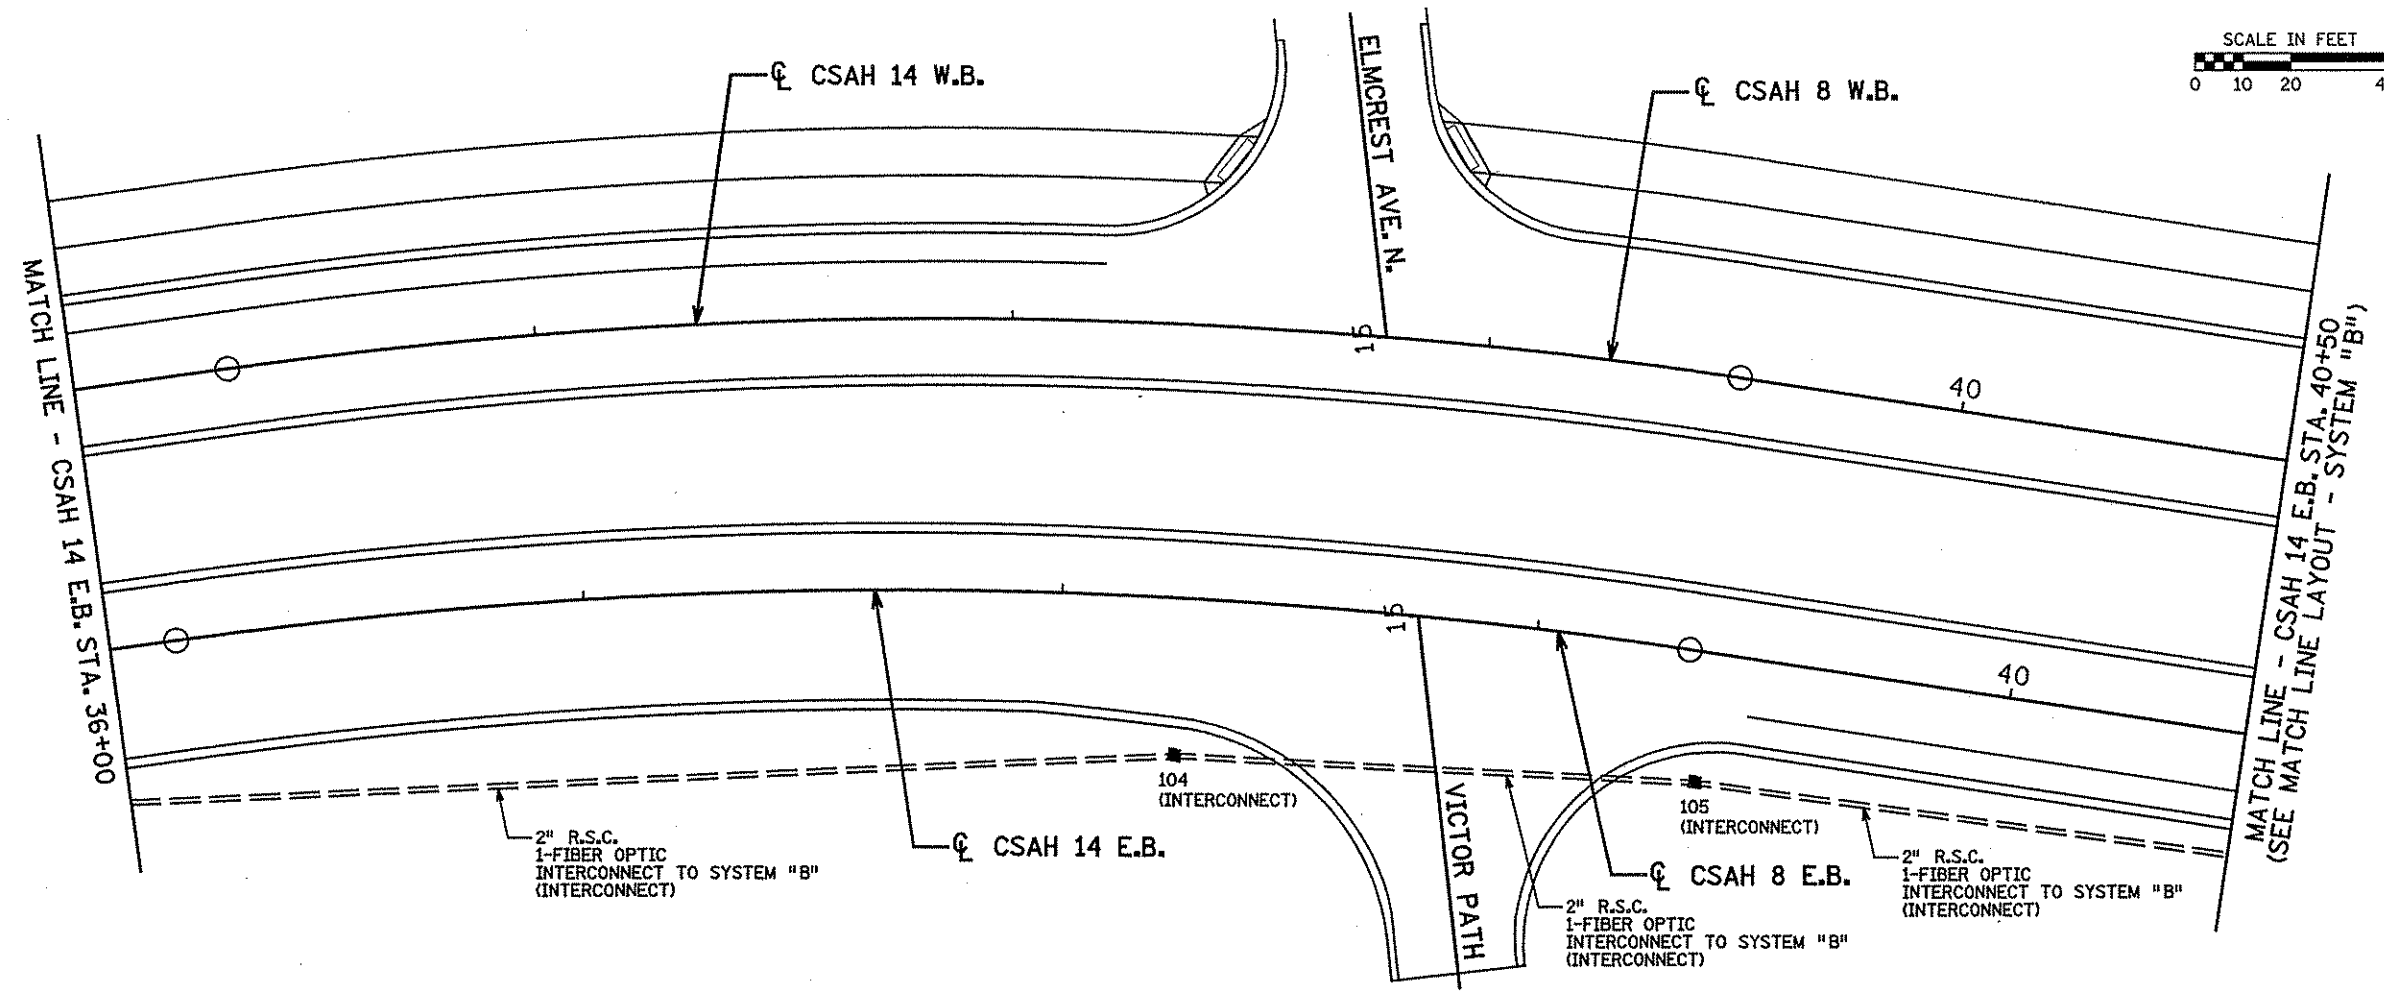 SCALE IN FEET
0 10 20 4
℄ CSAH 14 W.B.
℄ CSAH 8 W.B.
ELMCREST AVE. N.
MATCH LINE - CSAH 14 E.B. STA. 36+00
15
40
15
40
MATCH LINE - CSAH 14 E.B. STA. 40+50
(SEE MATCH LINE LAYOUT - SYSTEM "B")
104
(INTERCONNECT)
105
(INTERCONNECT)
VICTOR PATH
2" R.S.C.
1-FIBER OPTIC
INTERCONNECT TO SYSTEM "B"
(INTERCONNECT)
℄ CSAH 14 E.B.
℄ CSAH 8 E.B.
2" R.S.C.
1-FIBER OPTIC
INTERCONNECT TO SYSTEM "B"
(INTERCONNECT)
2" R.S.C.
1-FIBER OPTIC
INTERCONNECT TO SYSTEM "B"
(INTERCONNECT)